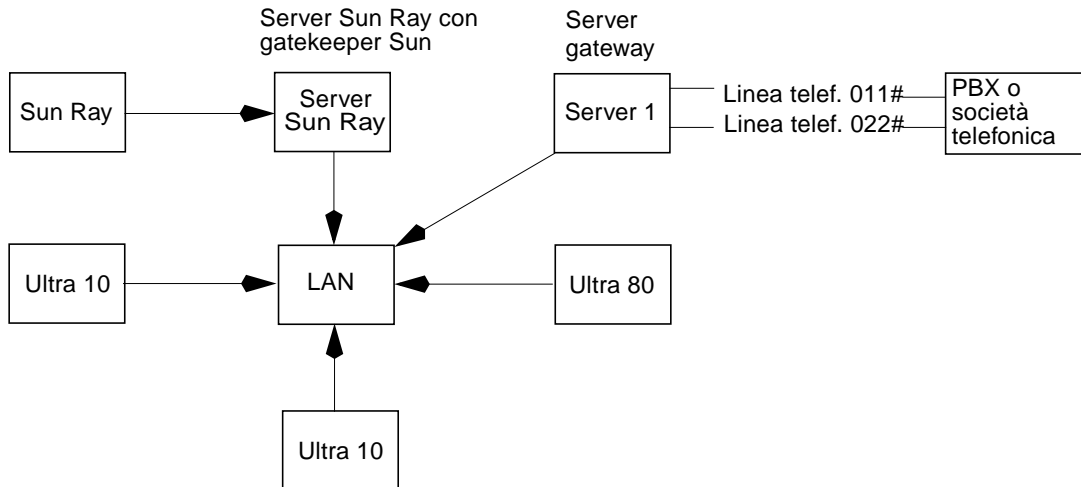 Server Sun Ray con
gatekeeper Sun
Server
gateway
Sun Ray
Server
Sun Ray
Server 1
Linea telef. 011#
Linea telef. 022#
PBX o
società
telefonica
Ultra 10
LAN
Ultra 80
Ultra 10